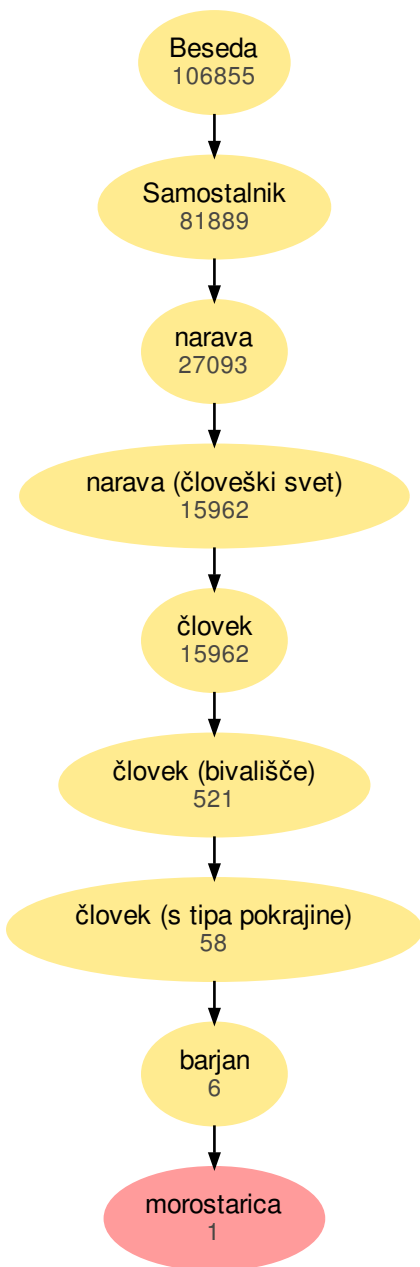 Beseda
106855
Samostalnik
81889
narava
27093
narava (človeški svet)
15962
človek
15962
človek (bivališče)
521
človek (s tipa pokrajine)
58
barjan
6
morostarica
1